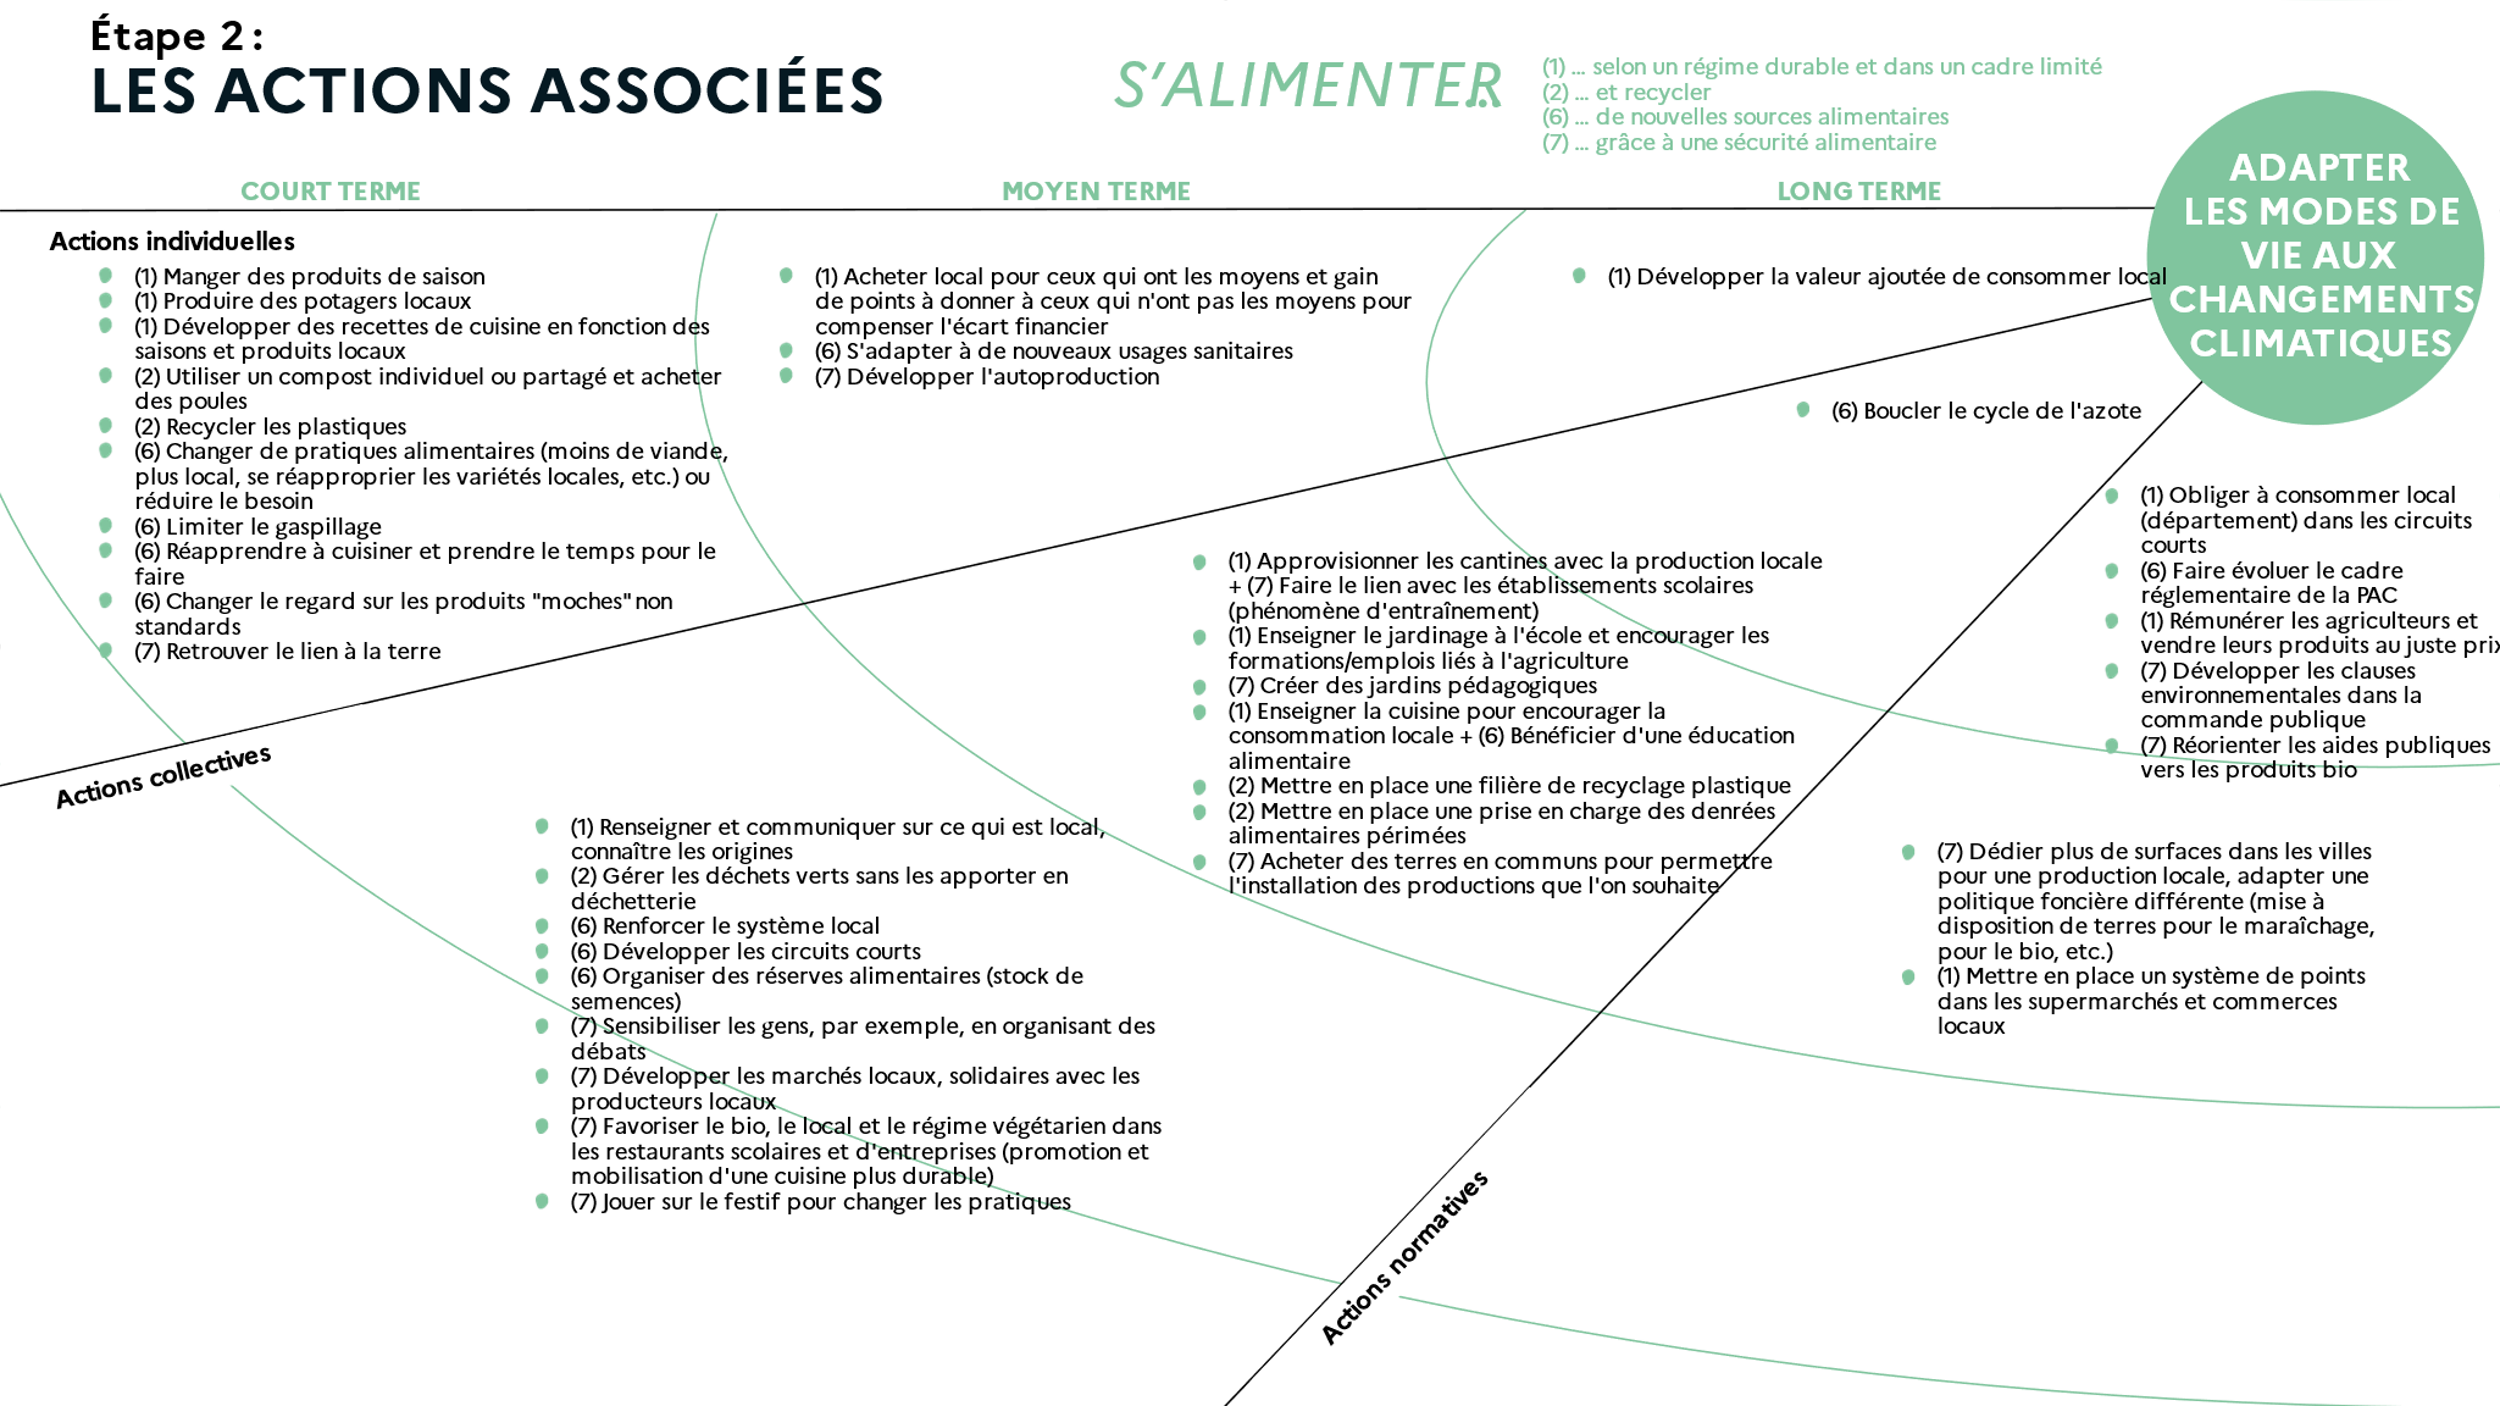 Étape 2 :
LES ACTIONS ASSOCIÉES
S'ALIMENTER...
(1) ... selon un régime durable et dans un cadre limité
(2) ... et recycler
(6) ... de nouvelles sources alimentaires
(7) ... grâce à une sécurité alimentaire
COURT TERME
MOYEN TERME
LONG TERME
ADAPTER
LES MODES DE
VIE AUX
CHANGEMENTS
CLIMATIQUES
Actions individuelles
(1) Manger des produits de saison
(1) Produire des potagers locaux
(1) Développer des recettes de cuisine en fonction des
saisons et produits locaux
(2) Utiliser un compost individuel ou partagé et acheter
des poules
(2) Recycler les plastiques
(6) Changer de pratiques alimentaires (moins de viande,
plus local, se réapproprier les variétés locales, etc.) ou
réduire le besoin
(6) Limiter le gaspillage
(6) Réapprendre à cuisiner et prendre le temps pour le
faire
(6) Changer le regard sur les produits "moches" non
standards
(7) Retrouver le lien à la terre
(1) Acheter local pour ceux qui ont les moyens et gain
de points à donner à ceux qui n'ont pas les moyens pour
compenser l'écart financier
(6) S'adapter à de nouveaux usages sanitaires
(7) Développer l'autoproduction
(1) Développer la valeur ajoutée de consommer local
Actions collectives
(1) Renseigner et communiquer sur ce qui est local,
connaître les origines
(2) Gérer les déchets verts sans les apporter en
déchetterie
(6) Renforcer le système local
(6) Développer les circuits courts
(6) Organiser des réserves alimentaires (stock de
semences)
(7) Sensibiliser les gens, par exemple, en organisant des
débats
(7) Développer les marchés locaux, solidaires avec les
producteurs locaux
(7) Favoriser le bio, le local et le régime végétarien dans
les restaurants scolaires et d'entreprises (promotion et
mobilisation d'une cuisine plus durable)
(7) Jouer sur le festif pour changer les pratiques
(1) Approvisionner les cantines avec la production locale
+ (7) Faire le lien avec les établissements scolaires
(phénomène d'entraînement)
(1) Enseigner le jardinage à l'école et encourager les
formations/emplois liés à l'agriculture
(7) Créer des jardins pédagogiques
(1) Enseigner la cuisine pour encourager la
consommation locale + (6) Bénéficier d'une éducation
alimentaire
(2) Mettre en place une filière de recyclage plastique
(2) Mettre en place une prise en charge des denrées
alimentaires périmées
(7) Acheter des terres en communs pour permettre
l'installation des productions que l'on souhaite
(6) Boucler le cycle de l'azote
Actions normatives
(1) Obliger à consommer local
(département) dans les circuits
courts
(6) Faire évoluer le cadre
réglementaire de la PAC
(1) Rémunérer les agriculteurs et
vendre leurs produits au juste prix
(7) Développer les clauses
environnementales dans la
commande publique
(7) Réorienter les aides publiques
vers les produits bio
(7) Dédier plus de surfaces dans les villes
pour une production locale, adapter une
politique foncière différente (mise à
disposition de terres pour le maraîchage,
pour le bio, etc.)
(1) Mettre en place un système de points
dans les supermarchés et commerces
locaux